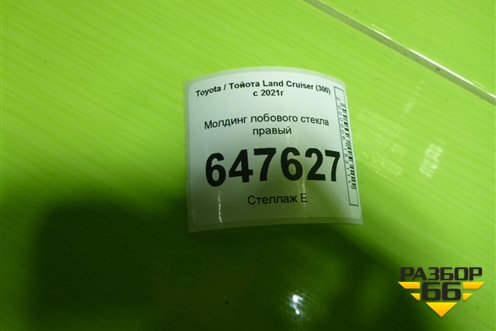 Toyota / Тойота Land Cruiser (300)
с 2021г
Молдинг лобового стекла
правый
647627
Стеллаж Е
РАЗБОР
66